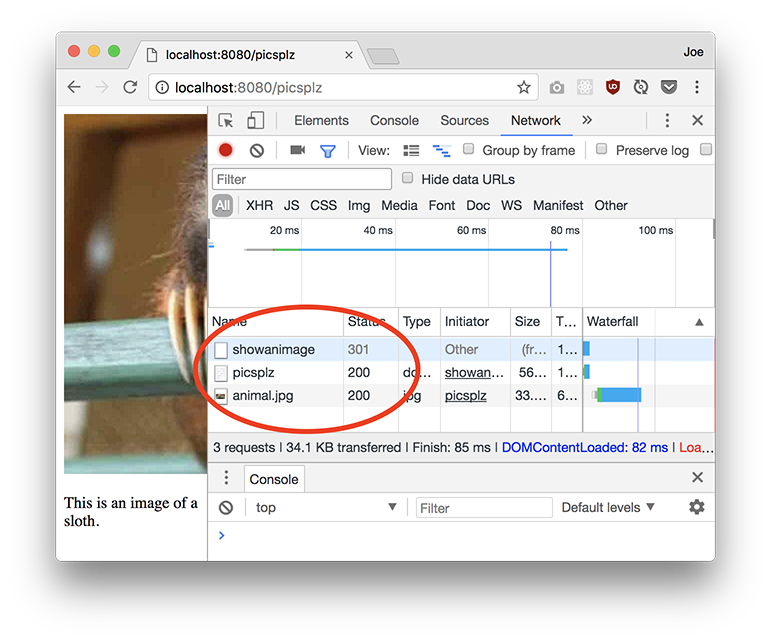 localhost:8080/picsplz
Joe
localhost:8080/picsplz
Elements Console Sources Network
View: Group by frame Preserve log
Filter Hide data URLs
All XHR JS CSS Img Media Font Doc WS Manifest Other
20 ms 40 ms 60 ms 80 ms 100 ms
Name Status Type Initiator Size T... Waterfall
showanimage 301 Other (fr... 1...
picsplz 200 do... showan... 56... 1...
animal.jpg 200 jpg picsplz 33.... 6...
3 requests | 34.1 KB transferred | Finish: 85 ms | DOMContentLoaded: 82 ms | Loa...
Console
top Filter Default levels
This is an image of a
sloth.